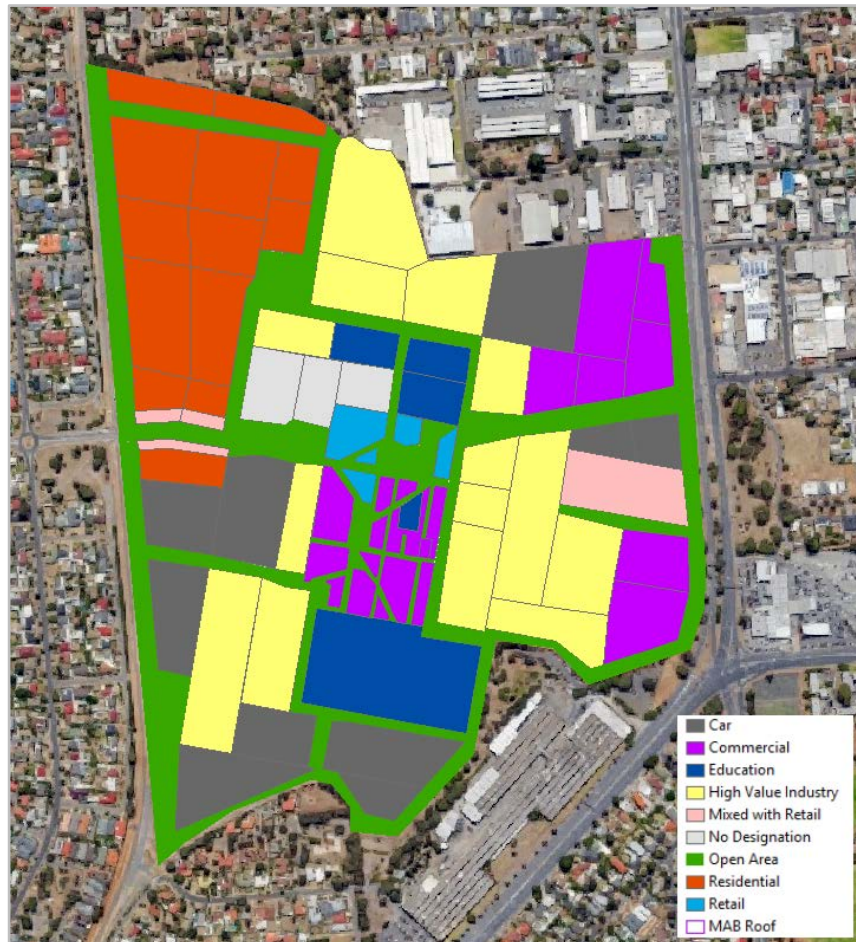 Car
Commercial
Education
High Value Industry
Mixed with Retail
No Designation
Open Area
Residential
Retail
MAB Roof